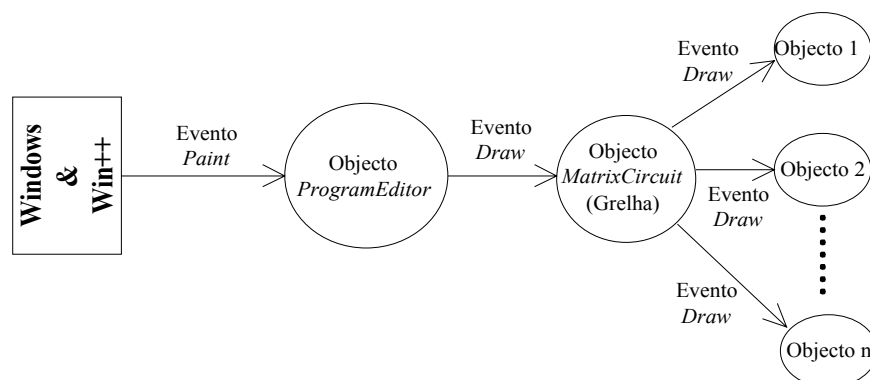 Windows
&
Win++
Evento
Paint
Objecto
ProgramEditor
Evento
Draw
Objecto
MatrixCircuit
(Grelha)
Evento
Draw
Objecto 1
Evento
Draw
Objecto 2
Evento
Draw
Objecto n